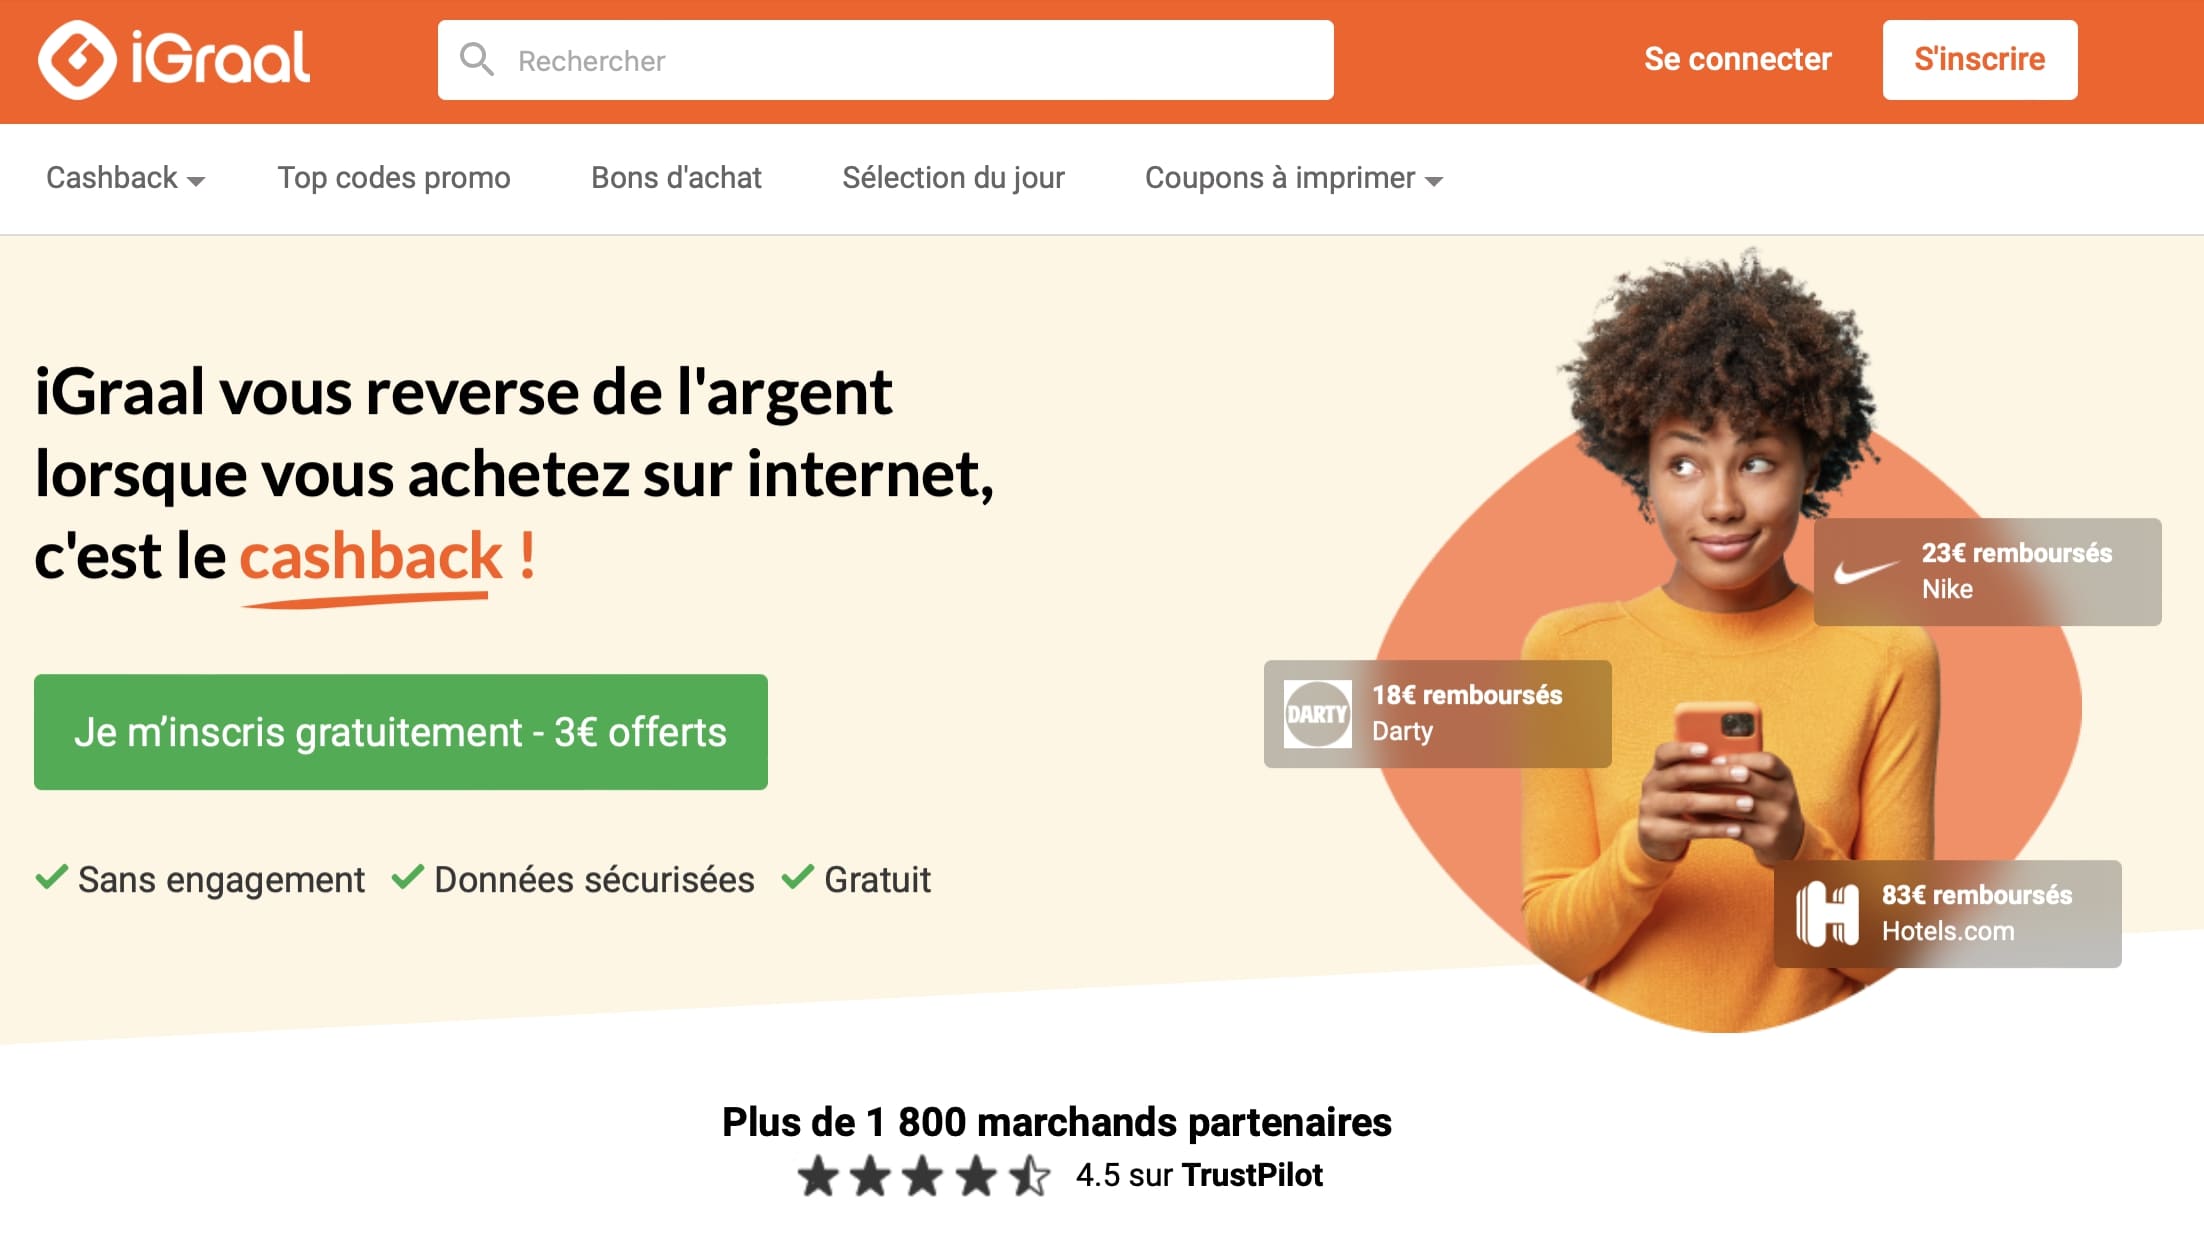 iGraal
Rechercher
Se connecter
S'inscrire
Cashback
Top codes promo
Bons d'achat
Sélection du jour
Coupons à imprimer
iGraal vous reverse de l'argent
lorsque vous achetez sur internet,
c'est le cashback !
Je m’inscris gratuitement - 3€ offerts
Sans engagement
Données sécurisées
Gratuit
23€ remboursés
Nike
DARTY
18€ remboursés
Darty
H
83€ remboursés
Hotels.com
Plus de 1 800 marchands partenaires
4.5 sur TrustPilot